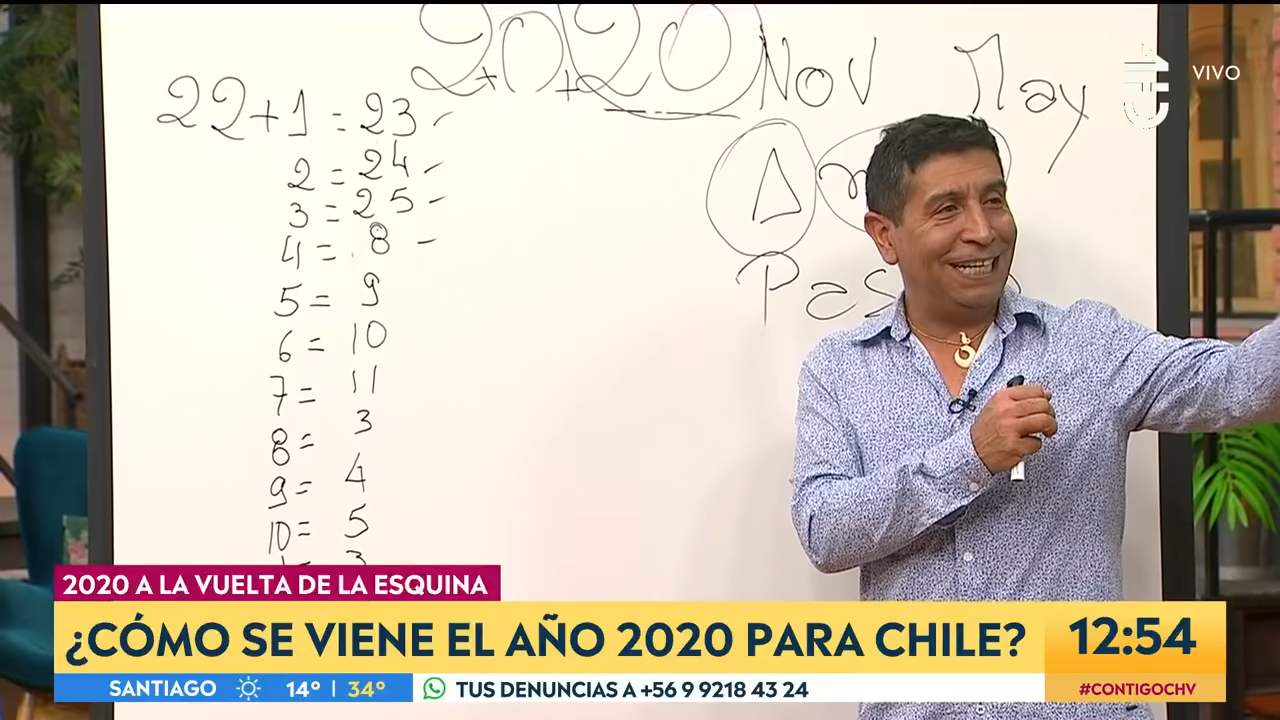 2020
Nov May
22+1 = 23
2 = 24
3 = 25
4 = 8
5 = 9
6 = 10
7 = 11
8 = 3
9 = 4
10 = 5
VIVO
2020 A LA VUELTA DE LA ESQUINA
¿CÓMO SE VIENE EL AÑO 2020 PARA CHILE? 12:54
SANTIAGO 14° | 34° TUS DENUNCIAS A +56 9 9218 43 24 #CONTIGOCHV